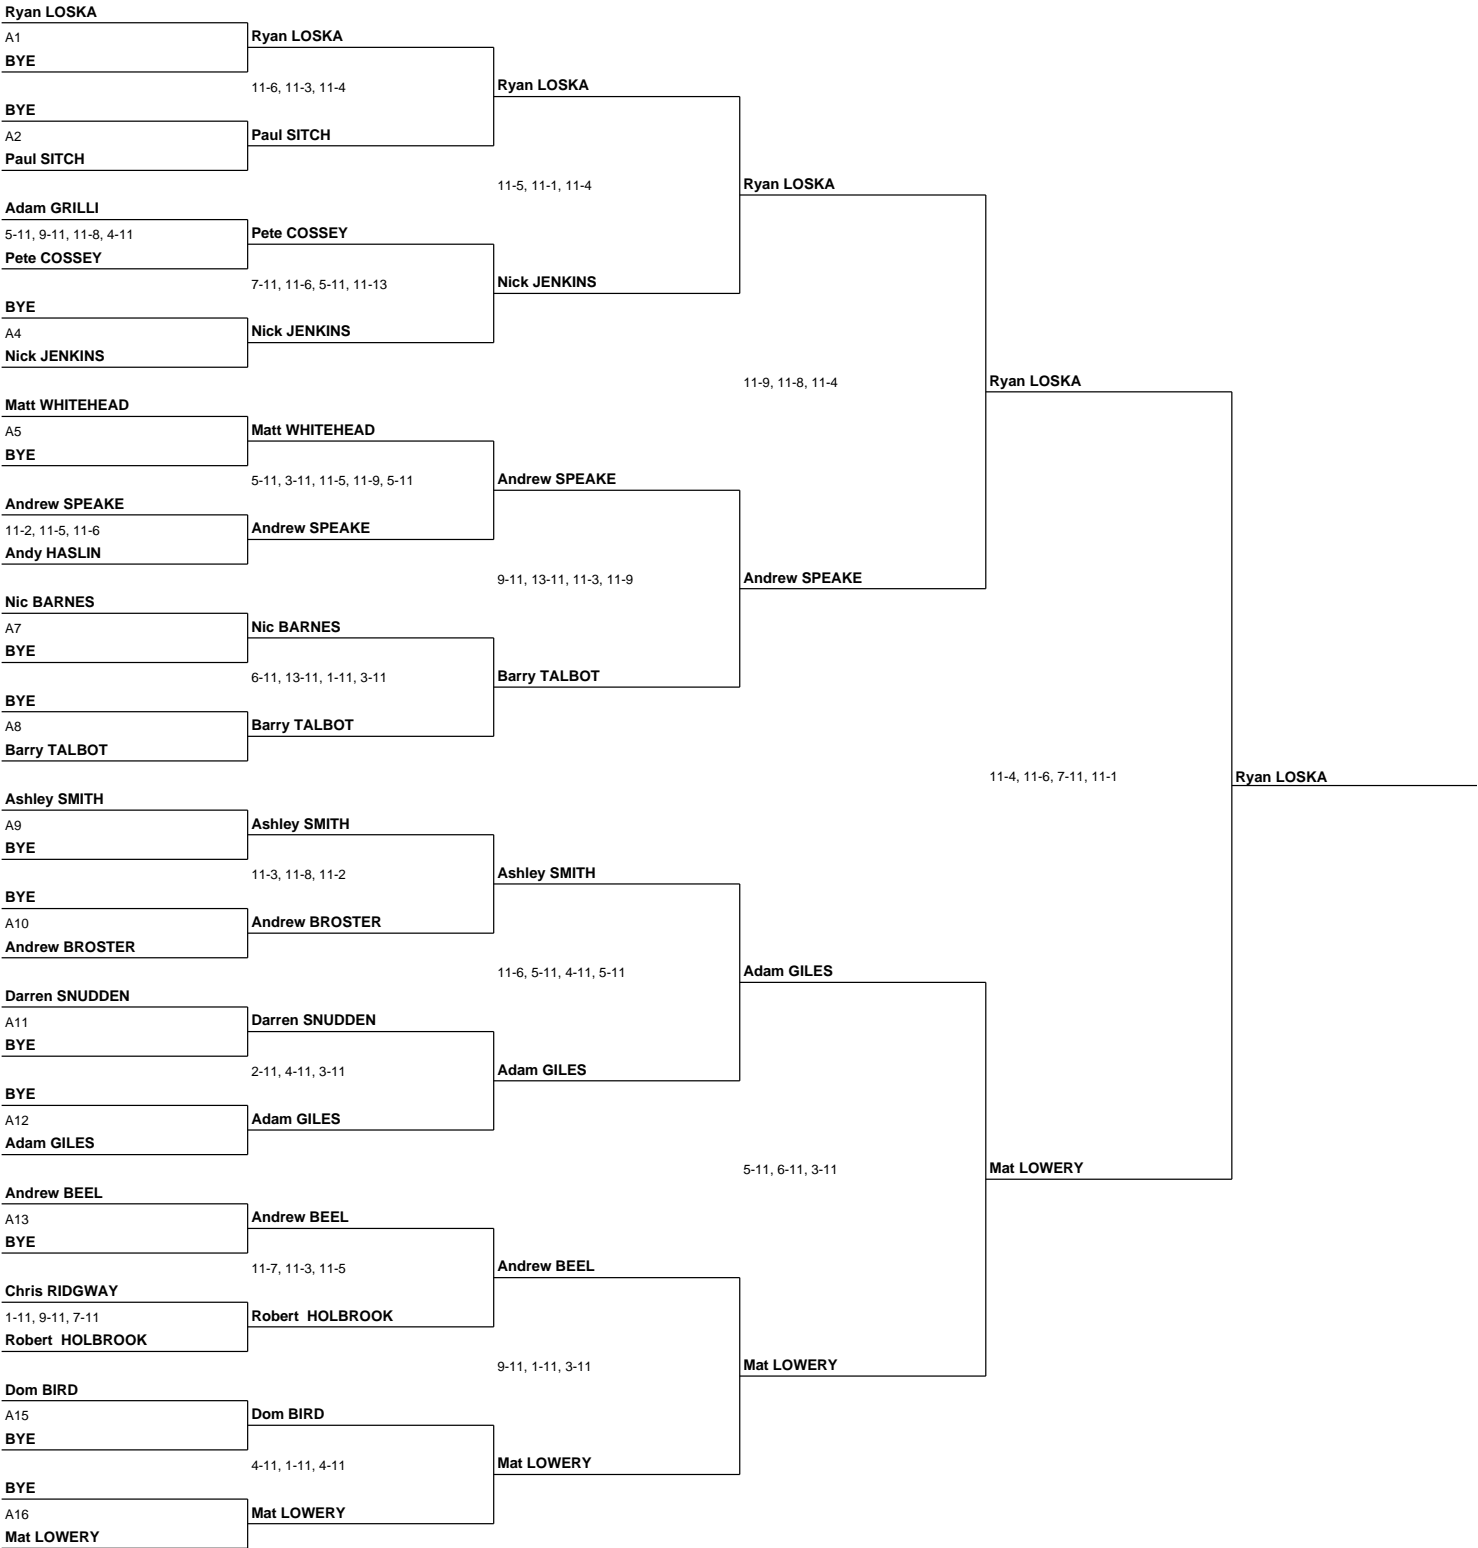 Ryan LOSKA
A1
Ryan LOSKA
BYE
11-6, 11-3, 11-4
Ryan LOSKA
BYE
A2
Paul SITCH
Paul SITCH
11-5, 11-1, 11-4
Ryan LOSKA
Adam GRILLI
5-11, 9-11, 11-8, 4-11
Pete COSSEY
Pete COSSEY
7-11, 11-6, 5-11, 11-13
Nick JENKINS
BYE
A4
Nick JENKINS
Nick JENKINS
11-9, 11-8, 11-4
Ryan LOSKA
Matt WHITEHEAD
A5
Matt WHITEHEAD
BYE
5-11, 3-11, 11-5, 11-9, 5-11
Andrew SPEAKE
Andrew SPEAKE
11-2, 11-5, 11-6
Andrew SPEAKE
Andy HASLIN
9-11, 13-11, 11-3, 11-9
Andrew SPEAKE
Nic BARNES
A7
Nic BARNES
BYE
6-11, 13-11, 1-11, 3-11
Barry TALBOT
BYE
A8
Barry TALBOT
Barry TALBOT
11-4, 11-6, 7-11, 11-1
Ryan LOSKA
Ashley SMITH
A9
Ashley SMITH
BYE
11-3, 11-8, 11-2
Ashley SMITH
BYE
A10
Andrew BROSTER
Andrew BROSTER
11-6, 5-11, 4-11, 5-11
Adam GILES
Darren SNUDDEN
A11
Darren SNUDDEN
BYE
2-11, 4-11, 3-11
Adam GILES
BYE
A12
Adam GILES
Adam GILES
5-11, 6-11, 3-11
Mat LOWERY
Andrew BEEL
A13
Andrew BEEL
BYE
11-7, 11-3, 11-5
Andrew BEEL
Chris RIDGWAY
1-11, 9-11, 7-11
Robert  HOLBROOK
Robert  HOLBROOK
9-11, 1-11, 3-11
Mat LOWERY
Dom BIRD
A15
Dom BIRD
BYE
4-11, 1-11, 4-11
Mat LOWERY
BYE
A16
Mat LOWERY
Mat LOWERY